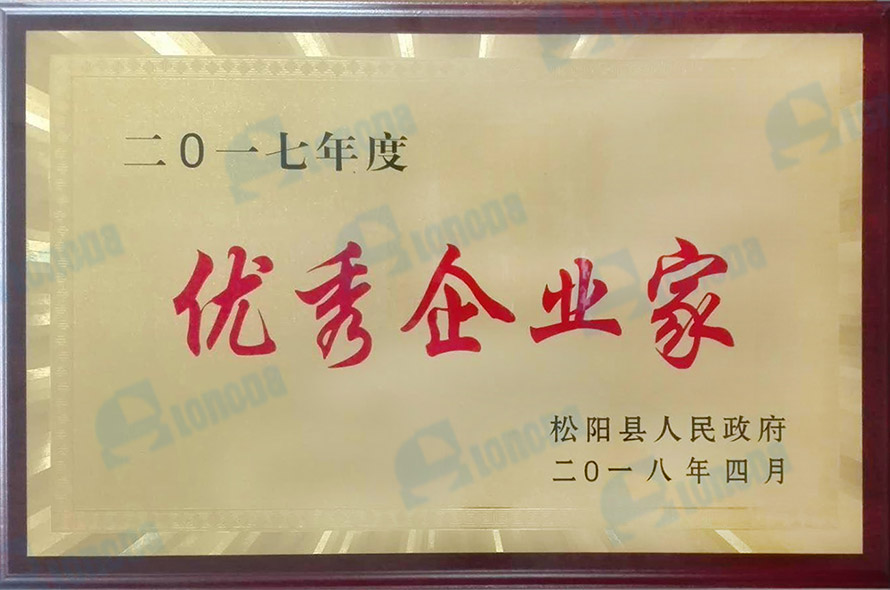 二0一七年度
优秀企业家
松阳县人民政府
二0一八年四月
LONODA